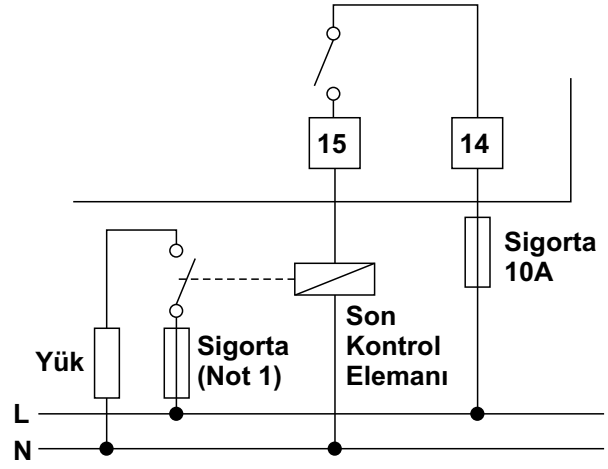 15
14
Sigorta
10A
Yük
Sigorta
(Not 1)
Son
Kontrol
Elemanı
L
N